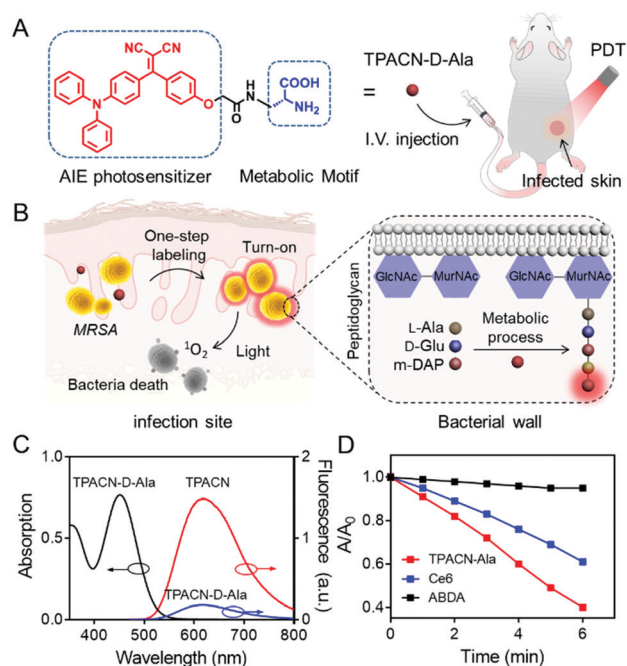 A
CN CN
N
O
O
H
N
COOH
NH2
AIE photosensitizer
Metabolic Motif
TPACN-D-Ala
=
I.V. injection
PDT
Infected skin
B
One-step
labeling
Turn-on
MRSA
¹O₂
Light
Bacteria death
infection site
Peptidoglycan
GlcNAc
MurNAc
GlcNAc
MurNAc
L-Ala
D-Glu
m-DAP
Metabolic
process
Bacterial wall
C
Absorption
1.0
0.5
0.0
TPACN-D-Ala
TPACN
TPACN-D-Ala
2
1
0
Fluorescence (a.u.)
400 500 600 700 800
Wavelength (nm)
D
A/A₀
1.0
0.8
0.6
0.4
TPACN-Ala
Ce6
ABDA
0 2 4 6
Time (min)